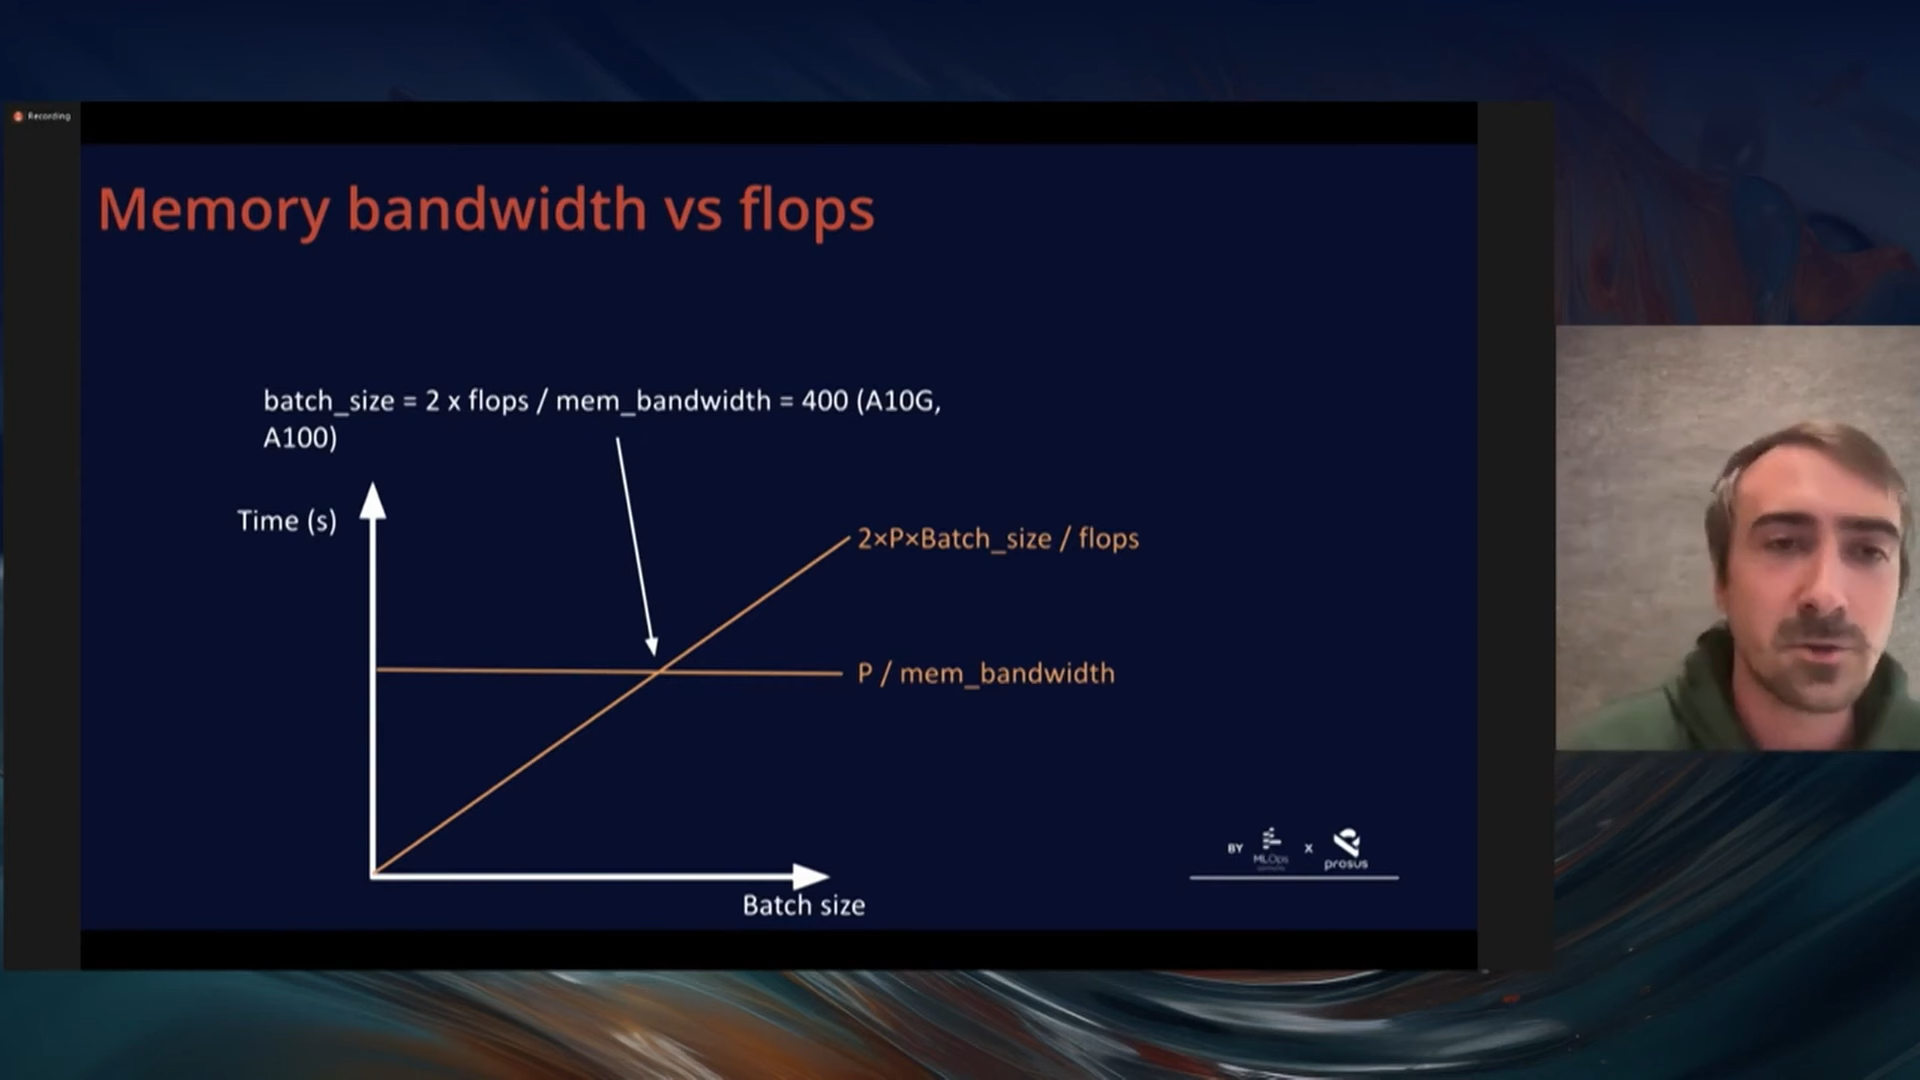 Recording
Memory bandwidth vs flops
batch_size = 2 x flops / mem_bandwidth = 400 (A10G,
A100)
Time (s)
2×P×Batch_size / flops
P / mem_bandwidth
Batch size
BY
MLOps
x
prosus